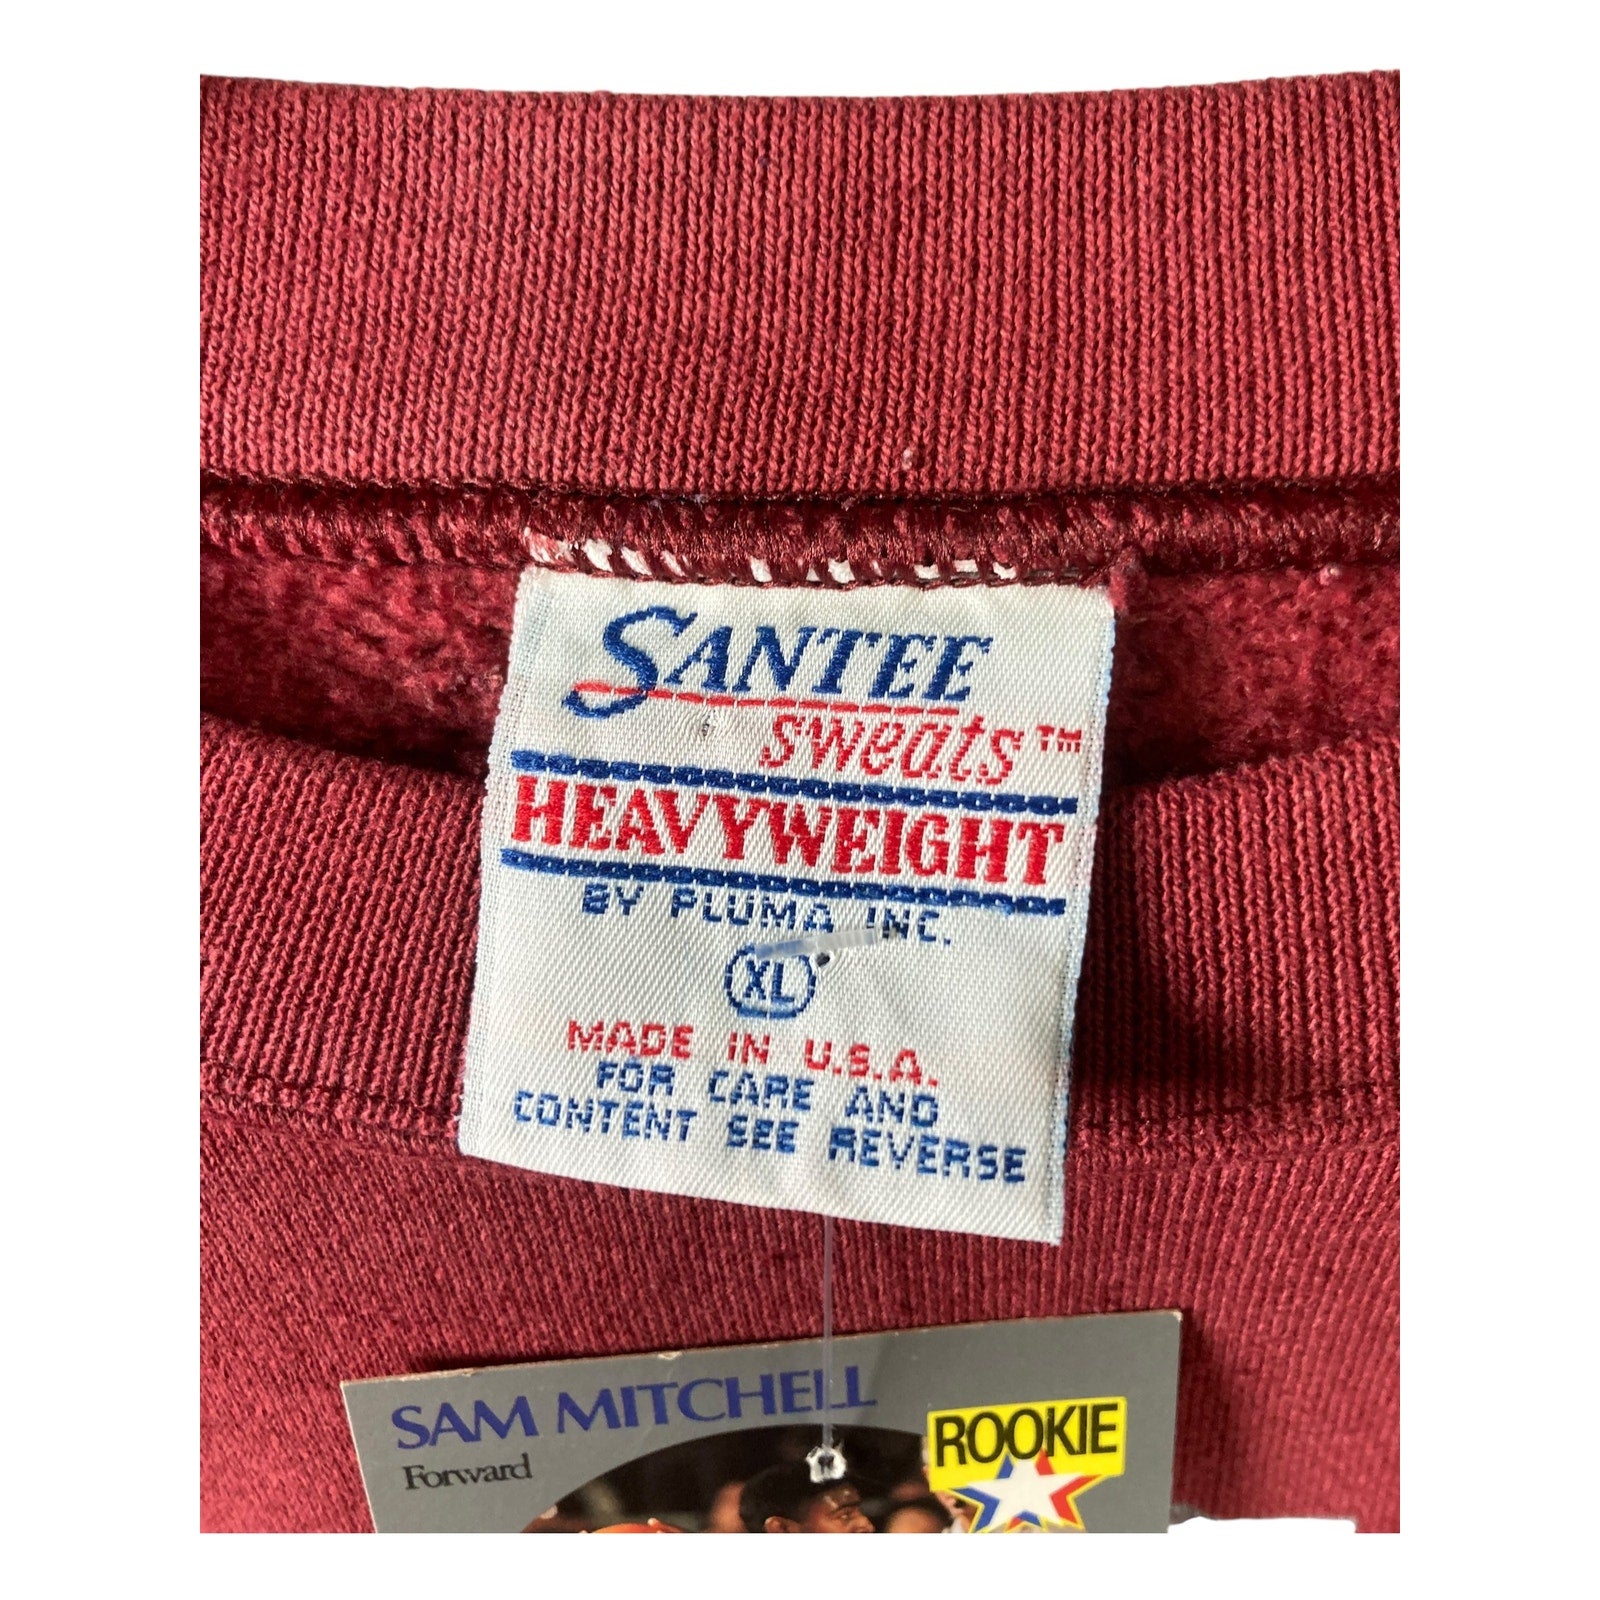 SANTEE
sweats™
HEAVYWEIGHT
BY PLUMA INC.
XL
MADE IN U.S.A.
FOR CARE AND
CONTENT SEE REVERSE
SAM MITCHELL
Forward
ROOKIE